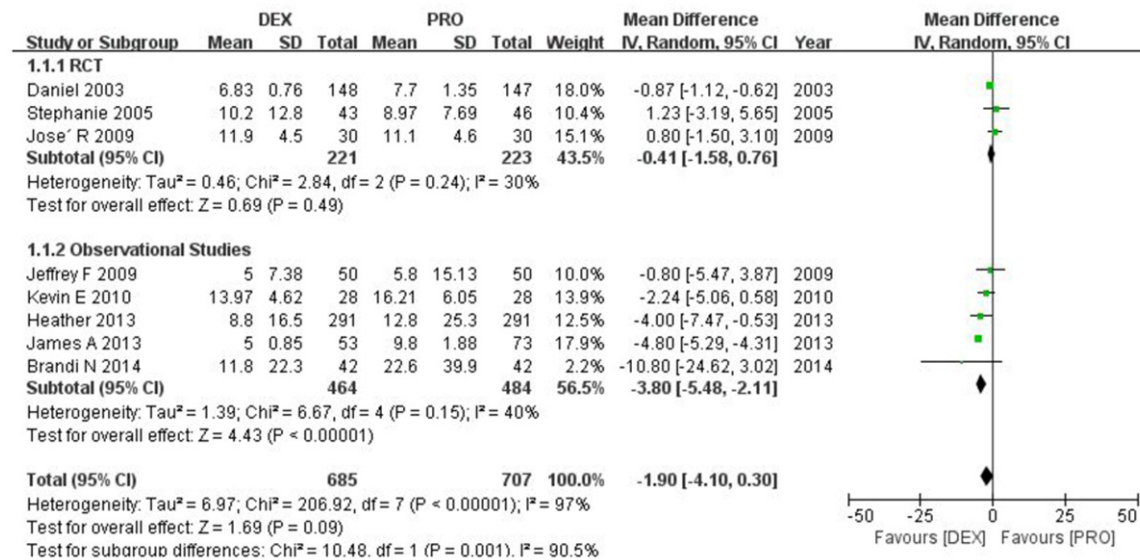 DEX PRO Mean Difference Mean Difference
Study or Subgroup Mean SD Total Mean SD Total Weight IV, Random, 95% CI Year IV, Random, 95% CI
1.1.1 RCT
Daniel 2003 6.83 0.76 148 7.7 1.35 147 18.0% -0.87 [-1.12, -0.62] 2003
Stephanie 2005 10.2 12.8 43 8.97 7.69 46 10.4% 1.23 [-3.19, 5.65] 2005
Jose´ R 2009 11.9 4.5 30 11.1 4.6 30 15.1% 0.80 [-1.50, 3.10] 2009
Subtotal (95% CI) 221 223 43.5% -0.41 [-1.58, 0.76]
Heterogeneity: Tau² = 0.46; Chi² = 2.84, df = 2 (P = 0.24); I² = 30%
Test for overall effect: Z = 0.69 (P = 0.49)
1.1.2 Observational Studies
Jeffrey F 2009 5 7.38 50 5.8 15.13 50 10.0% -0.80 [-5.47, 3.87] 2009
Kevin E 2010 13.97 4.62 28 16.21 6.05 28 13.9% -2.24 [-5.06, 0.58] 2010
Heather 2013 8.8 16.5 291 12.8 25.3 291 12.5% -4.00 [-7.47, -0.53] 2013
James A 2013 5 0.85 53 9.8 1.88 73 17.9% -4.80 [-5.29, -4.31] 2013
Brandi N 2014 11.8 22.3 42 22.6 39.9 42 2.2% -10.80 [-24.62, 3.02] 2014
Subtotal (95% CI) 464 484 56.5% -3.80 [-5.48, -2.11]
Heterogeneity: Tau² = 1.39; Chi² = 6.67, df = 4 (P = 0.15); I² = 40%
Test for overall effect: Z = 4.43 (P < 0.00001)
Total (95% CI) 685 707 100.0% -1.90 [-4.10, 0.30]
Heterogeneity: Tau² = 6.97; Chi² = 206.92, df = 7 (P < 0.00001); I² = 97%
Test for overall effect: Z = 1.69 (P = 0.09)
Test for subgroup differences: Chi² = 10.48, df = 1 (P = 0.001), I² = 90.5%
-50 -25 0 25 50
Favours [DEX] Favours [PRO]